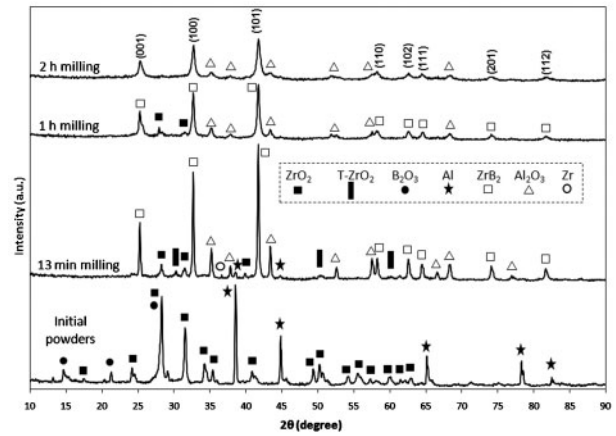 (001)
(100)
(101)
(110)
(102)
(111)
(201)
(112)
2 h milling
1 h milling
ZrO₂ T-ZrO₂ B₂O₃ Al ZrB₂ Al₂O₃ Zr
13 min milling
Initial
powders
Intensity (a.u.)
10 15 20 25 30 35 40 45 50 55 60 65 70 75 80 85 90
2θ (degree)